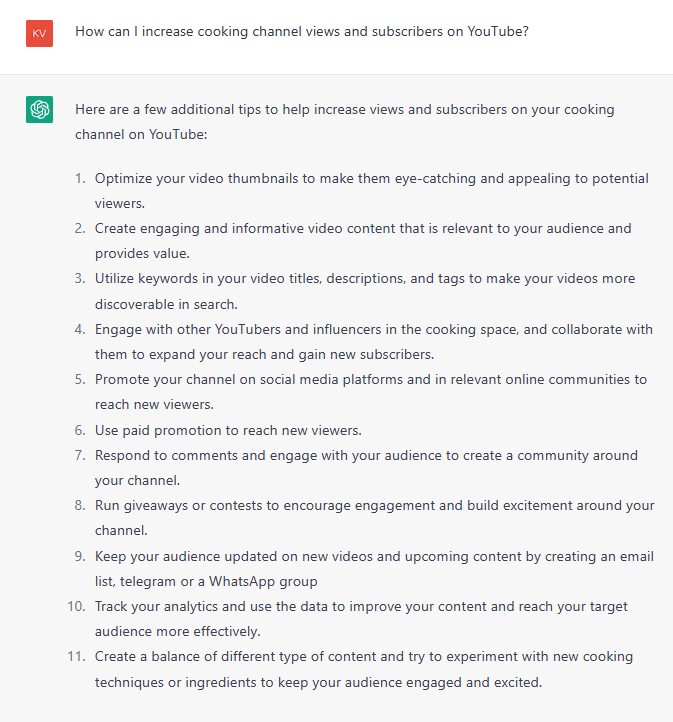 KV
How can I increase cooking channel views and subscribers on YouTube?
Here are a few additional tips to help increase views and subscribers on your cooking
channel on YouTube:
1. Optimize your video thumbnails to make them eye-catching and appealing to potential
viewers.
2. Create engaging and informative video content that is relevant to your audience and
provides value.
3. Utilize keywords in your video titles, descriptions, and tags to make your videos more
discoverable in search.
4. Engage with other YouTubers and influencers in the cooking space, and collaborate with
them to expand your reach and gain new subscribers.
5. Promote your channel on social media platforms and in relevant online communities to
reach new viewers.
6. Use paid promotion to reach new viewers.
7. Respond to comments and engage with your audience to create a community around
your channel.
8. Run giveaways or contests to encourage engagement and build excitement around your
channel.
9. Keep your audience updated on new videos and upcoming content by creating an email
list, telegram or a WhatsApp group
10. Track your analytics and use the data to improve your content and reach your target
audience more effectively.
11. Create a balance of different type of content and try to experiment with new cooking
techniques or ingredients to keep your audience engaged and excited.